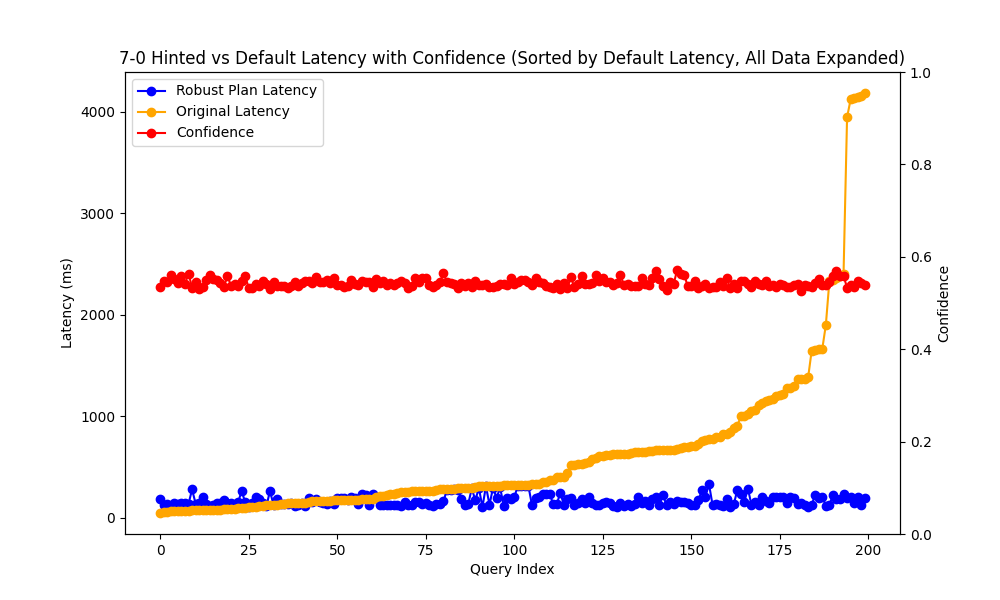 7-0 Hinted vs Default Latency with Confidence (Sorted by Default Latency, All Data Expanded)
Robust Plan Latency
Original Latency
Confidence
Latency (ms)
4000
3000
2000
1000
0
1.0
0.8
0.6
0.4
0.2
0.0
Confidence
0 25 50 75 100 125 150 175 200
Query Index